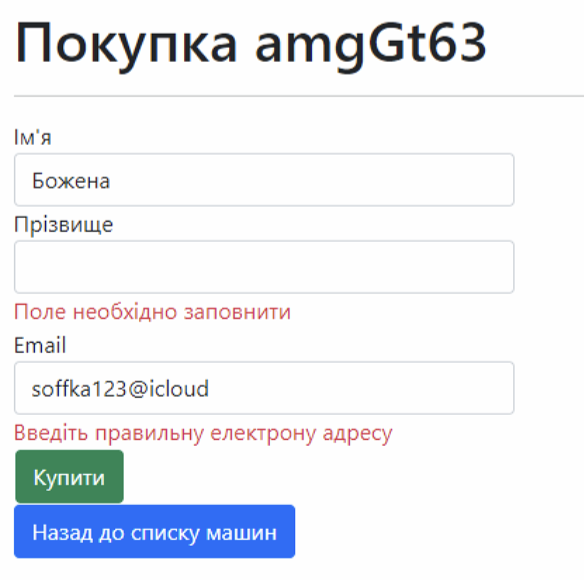 Покупка amgGt63
Ім'я
Божена
Прізвище
Поле необхідно заповнити
Email
soffka123@icloud
Введіть правильну електрону адресу
Купити
Назад до списку машин